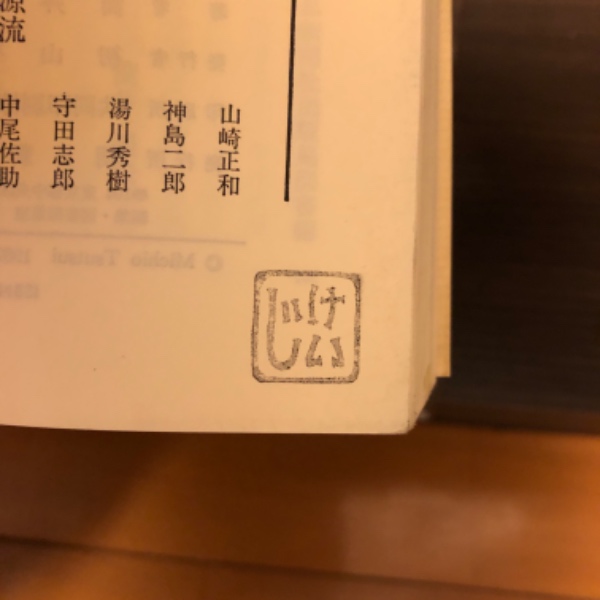 山崎正和
神島二郎
湯川秀樹
守田志郎
源流
中尾佐助